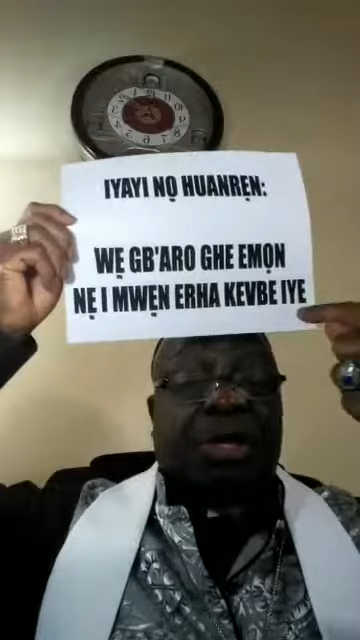 IYAYI NỌ HUANRẸN:
WẸ GB'ARO GHE EMỌN
NẸ I MWẸN ERHA KEVBE IYE